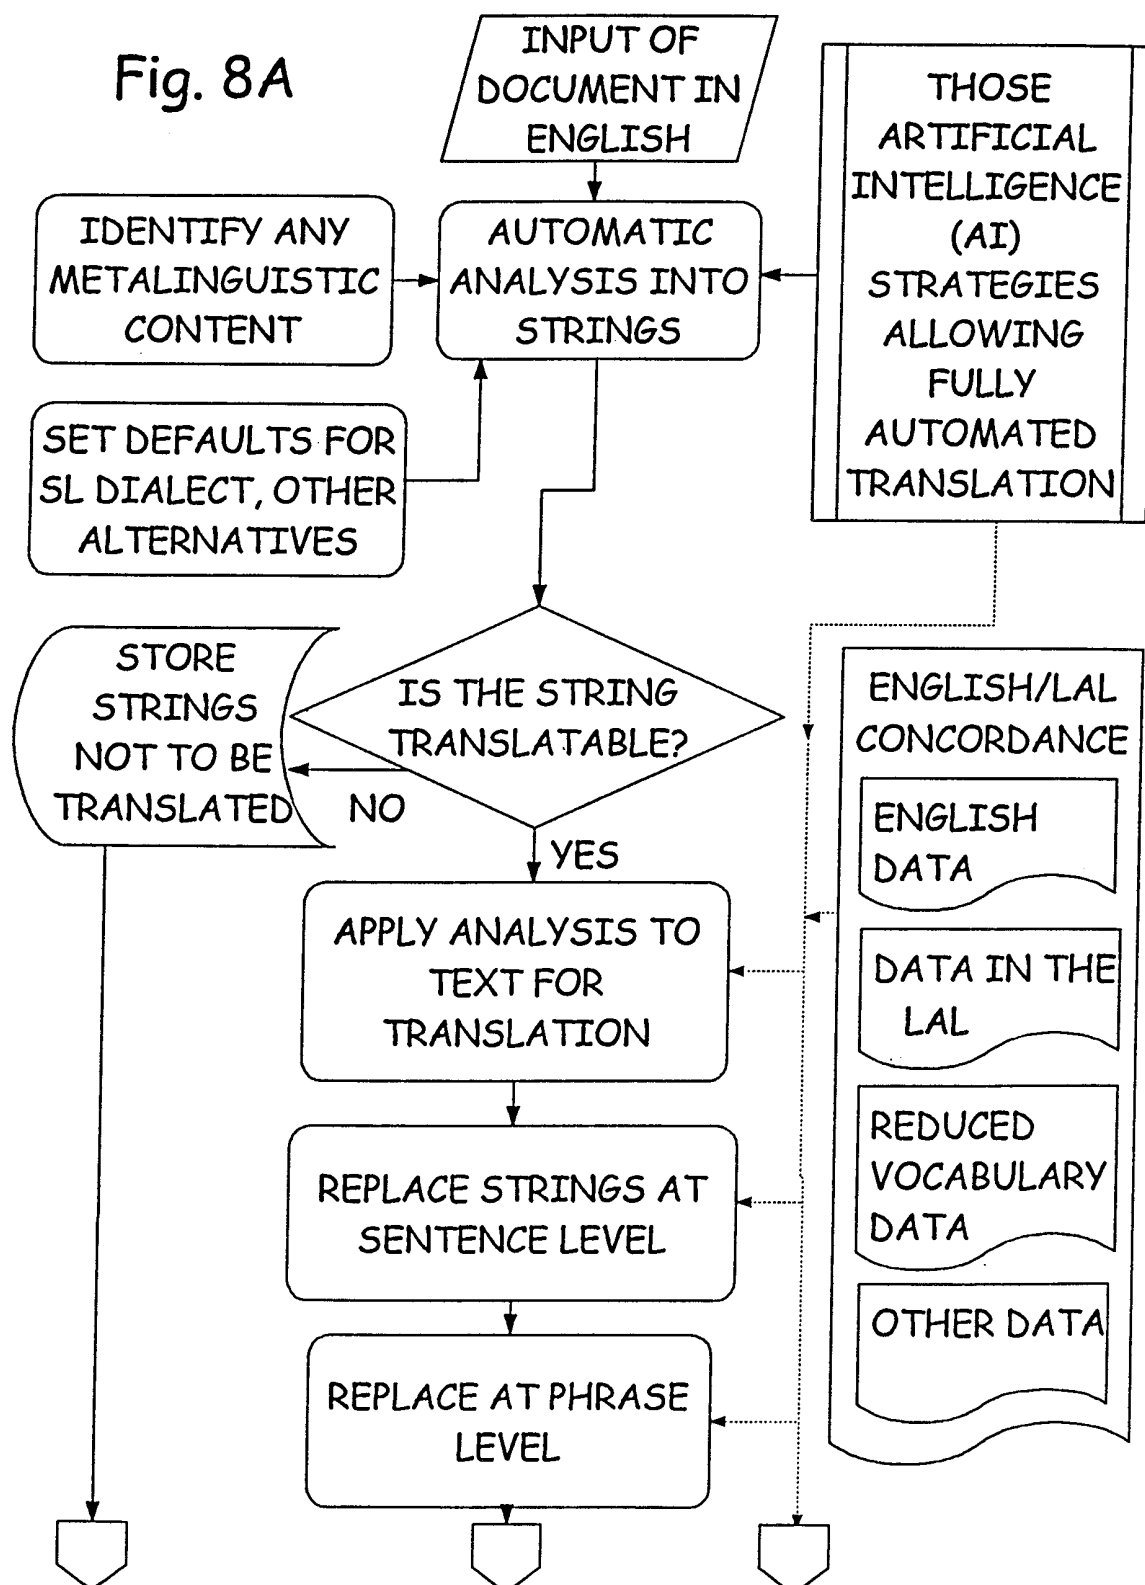 Fig. 8A
INPUT OF
DOCUMENT IN
ENGLISH
THOSE
ARTIFICIAL
INTELLIGENCE
(AI)
STRATEGIES
ALLOWING
FULLY
AUTOMATED
TRANSLATION
IDENTIFY ANY
METALINGUISTIC
CONTENT
AUTOMATIC
ANALYSIS INTO
STRINGS
SET DEFAULTS FOR
SL DIALECT, OTHER
ALTERNATIVES
STORE
STRINGS
NOT TO BE
TRANSLATED
IS THE STRING
TRANSLATABLE?
NO
YES
ENGLISH/LAL
CONCORDANCE
ENGLISH
DATA
DATA IN THE
LAL
REDUCED
VOCABULARY
DATA
OTHER DATA
APPLY ANALYSIS TO
TEXT FOR
TRANSLATION
REPLACE STRINGS AT
SENTENCE LEVEL
REPLACE AT PHRASE
LEVEL